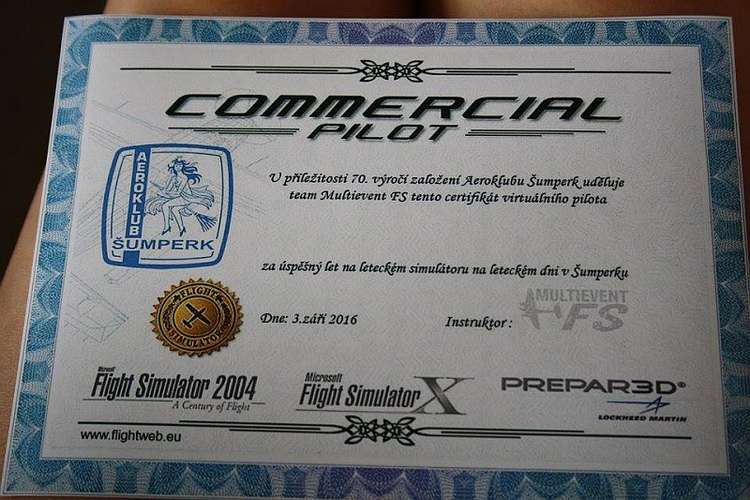 COMMERCIAL
PILOT
AEROKLUB
ŠUMPERK
U příležitosti 70. výročí založení Aeroklubu Šumperk uděluje
team Multievent FS tento certifikát virtuálního pilota
za úspěšný let na leteckém simulátoru na leteckém dni v Šumperku
FLIGHT
SIMULATOR
Dne: 3.září 2016
Instruktor :
MULTIEVENT
FS
Microsoft
Flight Simulator 2004
A Century of Flight
Microsoft
Flight Simulator X
PREPAR3D®
LOCKHEED MARTIN
www.flightweb.eu